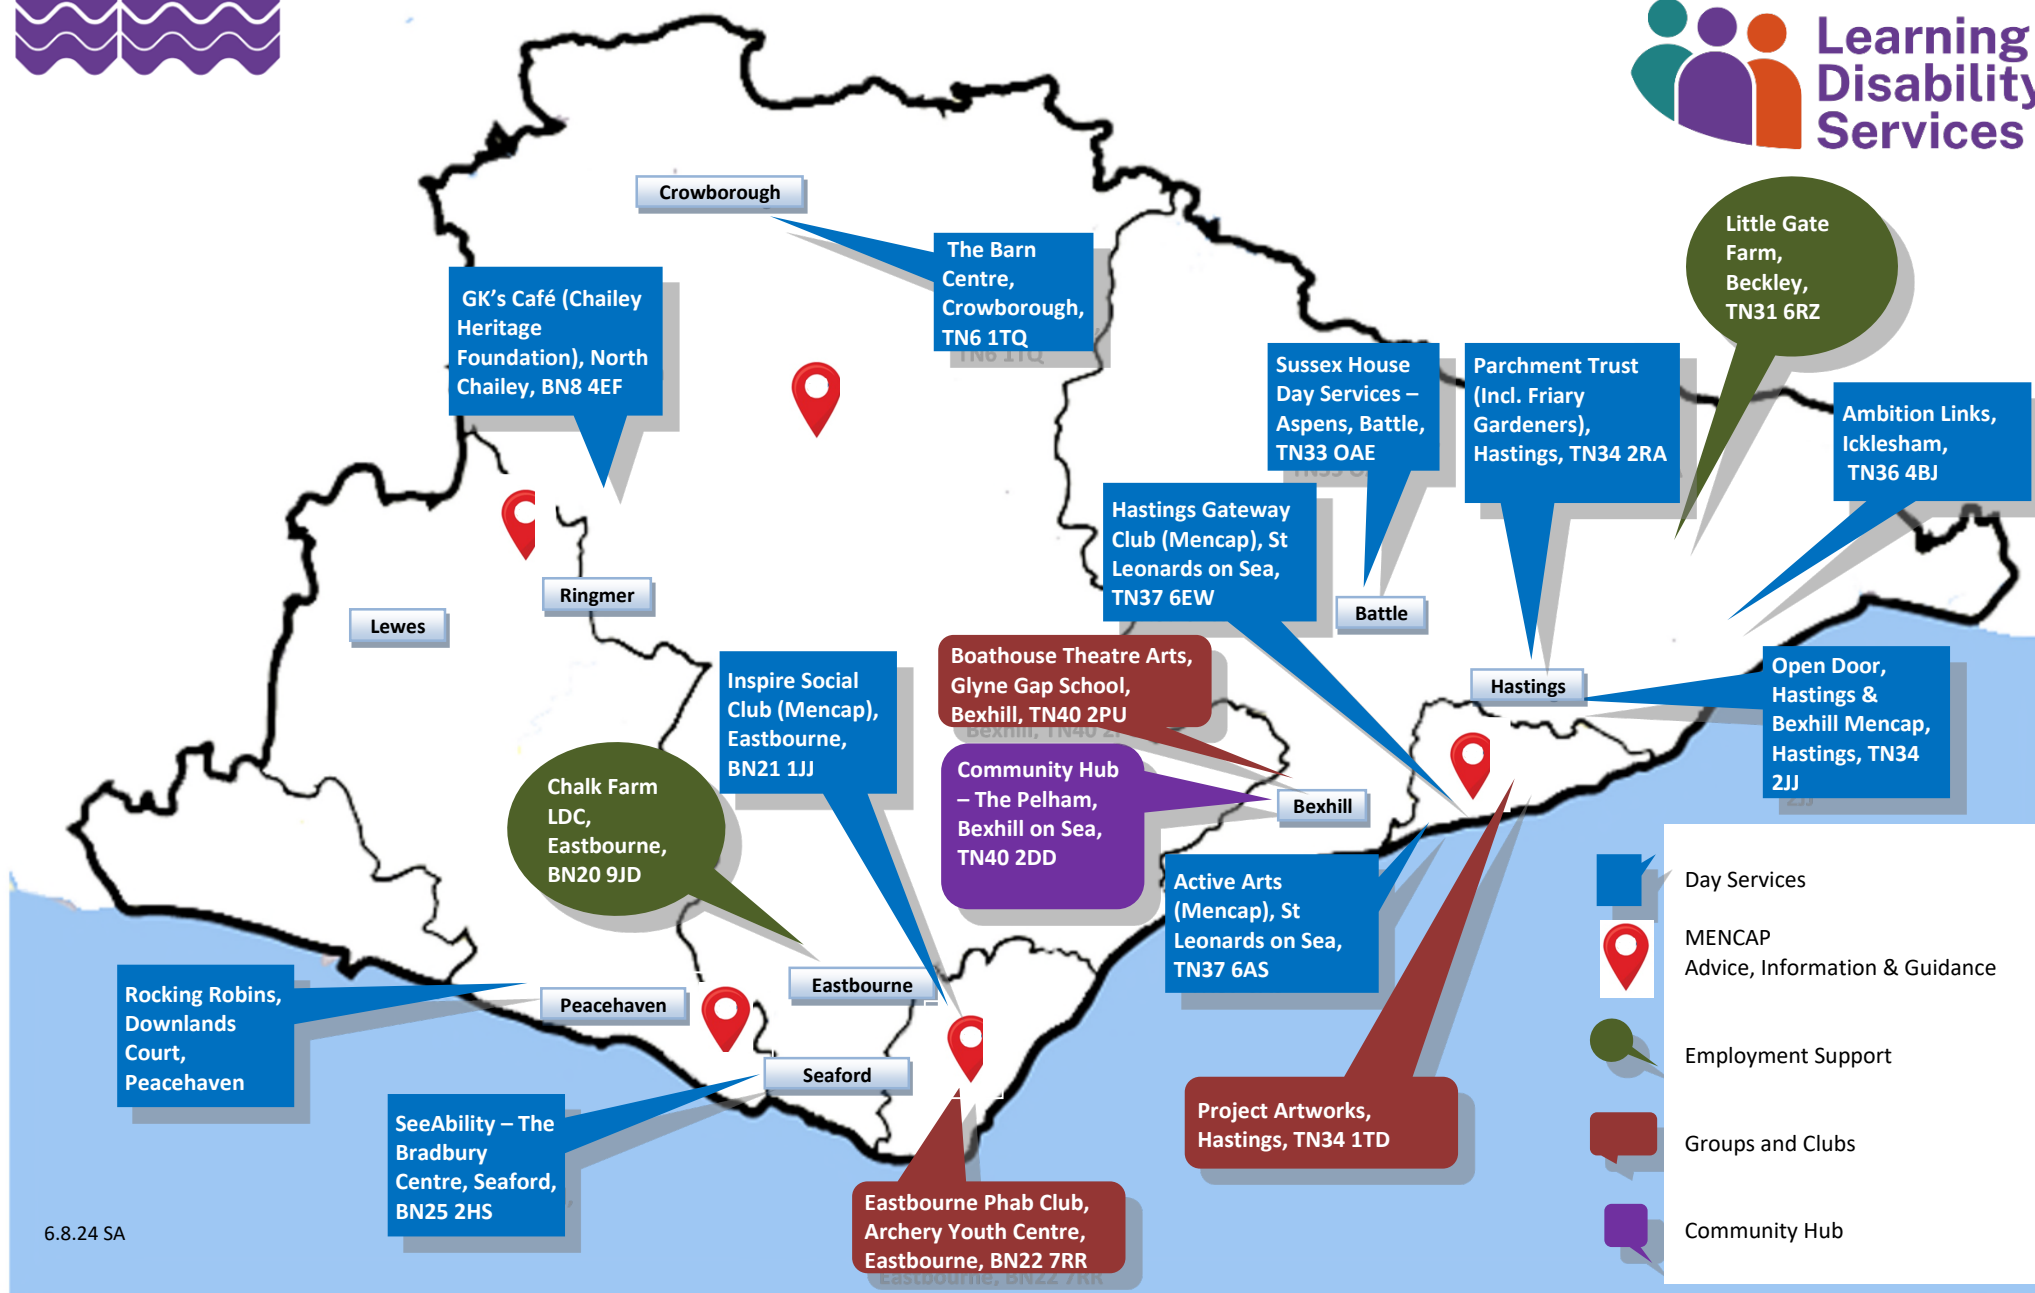 Learning
Disability
Services
Crowborough
The Barn
Centre,
Crowborough,
TN6 1TQ
GK's Café (Chailey
Heritage
Foundation), North
Chailey, BN8 4EF
Little Gate
Farm,
Beckley,
TN31 6RZ
Sussex House
Day Services –
Aspens, Battle,
TN33 OAE
Parchment Trust
(Incl. Friary
Gardeners),
Hastings, TN34 2RA
Ambition Links,
Icklesham,
TN36 4BJ
Hastings Gateway
Club (Mencap), St
Leonards on Sea,
TN37 6EW
Ringmer
Lewes
Battle
Boathouse Theatre Arts,
Glyne Gap School,
Bexhill, TN40 2PU
Inspire Social
Club (Mencap),
Eastbourne,
BN21 1JJ
Hastings
Open Door,
Hastings &
Bexhill Mencap,
Hastings, TN34
2JJ
Community Hub
– The Pelham,
Bexhill on Sea,
TN40 2DD
Bexhill
Chalk Farm
LDC,
Eastbourne,
BN20 9JD
Active Arts
(Mencap), St
Leonards on Sea,
TN37 6AS
Eastbourne
Peacehaven
Rocking Robins,
Downlands
Court,
Peacehaven
Seaford
SeeAbility – The
Bradbury
Centre, Seaford,
BN25 2HS
Project Artworks,
Hastings, TN34 1TD
Eastbourne Phab Club,
Archery Youth Centre,
Eastbourne, BN22 7RR
Day Services
MENCAP
Advice, Information & Guidance
Employment Support
Groups and Clubs
Community Hub
6.8.24 SA